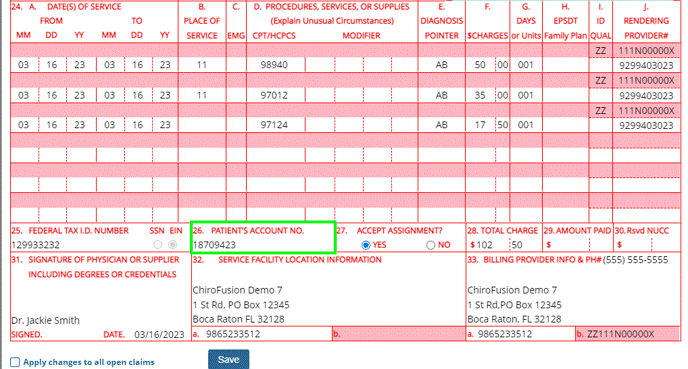 24. A. DATE(S) OF SERVICE B. C. D. PROCEDURES, SERVICES, OR SUPPLIES E. F. G. H. I. J.
FROM TO PLACE OF (Explain Unusual Circumstances) DIAGNOSIS DAYS EPSDT ID RENDERING
MM DD YY MM DD YY SERVICE EMG CPT/HCPCS MODIFIER POINTER $CHARGES or Units Family Plan QUAL PROVIDER#
ZZ 111N00000X
03 16 23 03 16 23 11 98940 AB 50 00 001 9299403023
ZZ 111N00000X
03 16 23 03 16 23 11 97012 AB 35 00 001 9299403023
ZZ 111N00000X
03 16 23 03 16 23 97124 AB 17 50 001 9299403023
25. FEDERAL TAX I.D. NUMBER SSN EIN 26. PATIENT'S ACCOUNT NO. 27. ACCEPT ASSIGNMENT? 28. TOTAL CHARGE 29. AMOUNT PAID 30. Rsvd NUCC
129933232 18709423 YES NO $ 102 50 $ $
31. SIGNATURE OF PHYSICIAN OR SUPPLIER 32. SERVICE FACILITY LOCATION INFORMATION 33. BILLING PROVIDER INFO & PH# (555) 555-5555
INCLUDING DEGREES OR CREDENTIALS
ChiroFusion Demo 7 ChiroFusion Demo 7
1 St Rd, PO Box 12345 1 St Rd, PO Box 12345
Dr. Jackie Smith Boca Raton, FL 32128 Boca Raton, FL 32128
SIGNED. DATE. 03/16/2023 a. 9865233512 b. a. 9865233512 b. ZZ111N00000X
Apply changes to all open claims Save